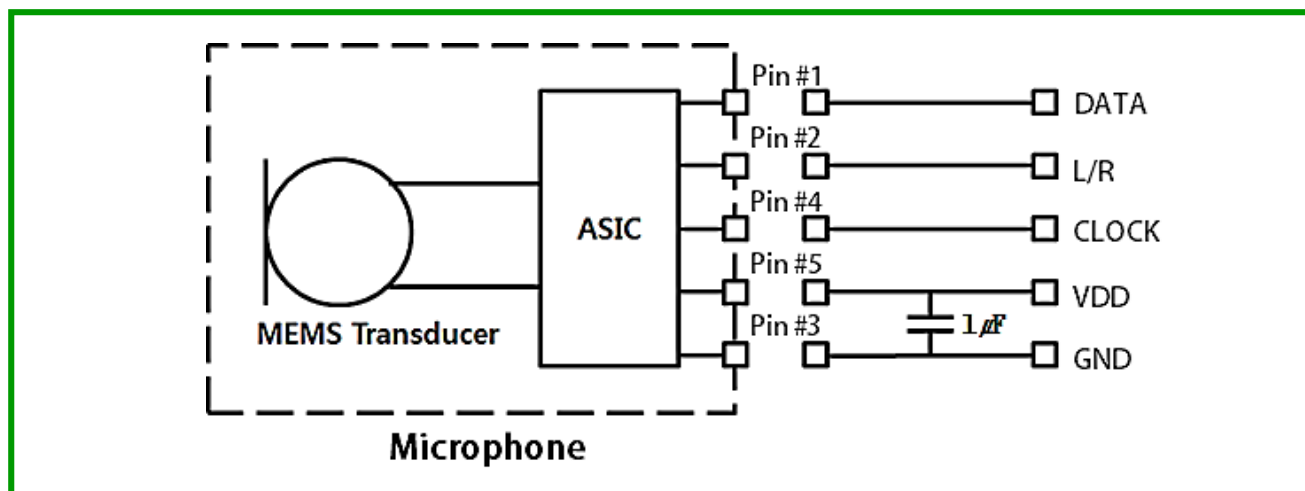 Pin #1
DATA
Pin #2
L/R
Pin #4
CLOCK
ASIC
Pin #5
VDD
1㎌
MEMS Transducer
Pin #3
GND
Microphone